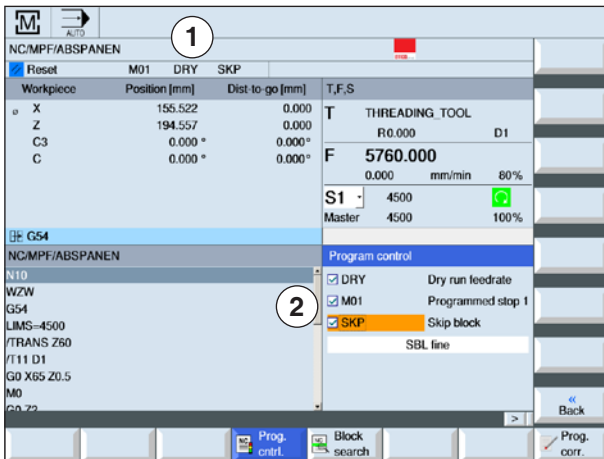 M AUTO
1
NC/MPF/ABSPANEN
Reset M01 DRY SKP
Workpiece Position [mm] Dist-to-go [mm] T,F,S
ø X 155.522 0.000
Z 194.557 0.000
C3 0.000 ° 0.000°
C 0.000 ° 0.000°
T THREADING_TOOL
R0.000 D1
F 5760.000
0.000 mm/min 80%
S1 4500
Master 4500 100%
G54
NC/MPF/ABSPANEN
N10
WZW
G54
LIMS=4500
/TRANS Z60
/T11 D1
G0 X65 Z0.5
M0
G0 Z2
Program control
2
DRY Dry run feedrate
M01 Programmed stop 1
SKP Skip block
SBL fine
>
«
Back
NC Prog. cntrl.
NC Block search
Prog. corr.